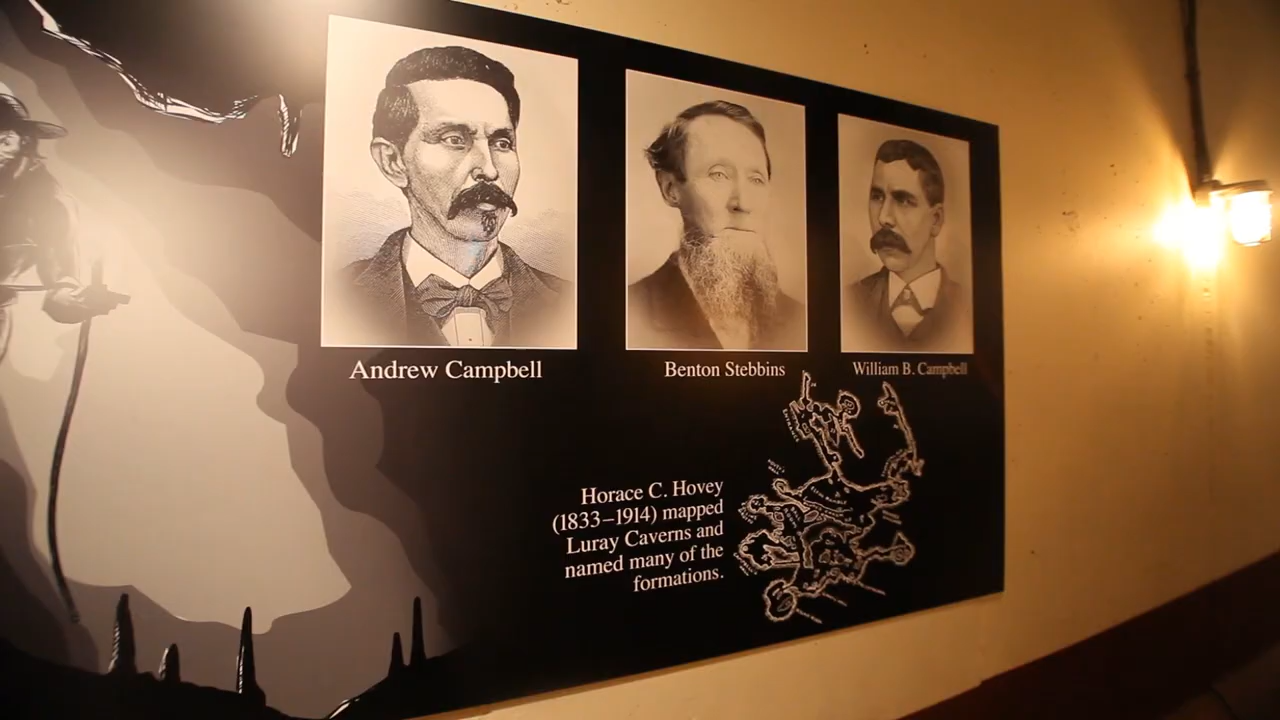 Andrew Campbell
Benton Stebbins
William B. Campbell
Horace C. Hovey
(1833–1914) mapped
Luray Caverns and
named many of the
formations.
ENTRANCE